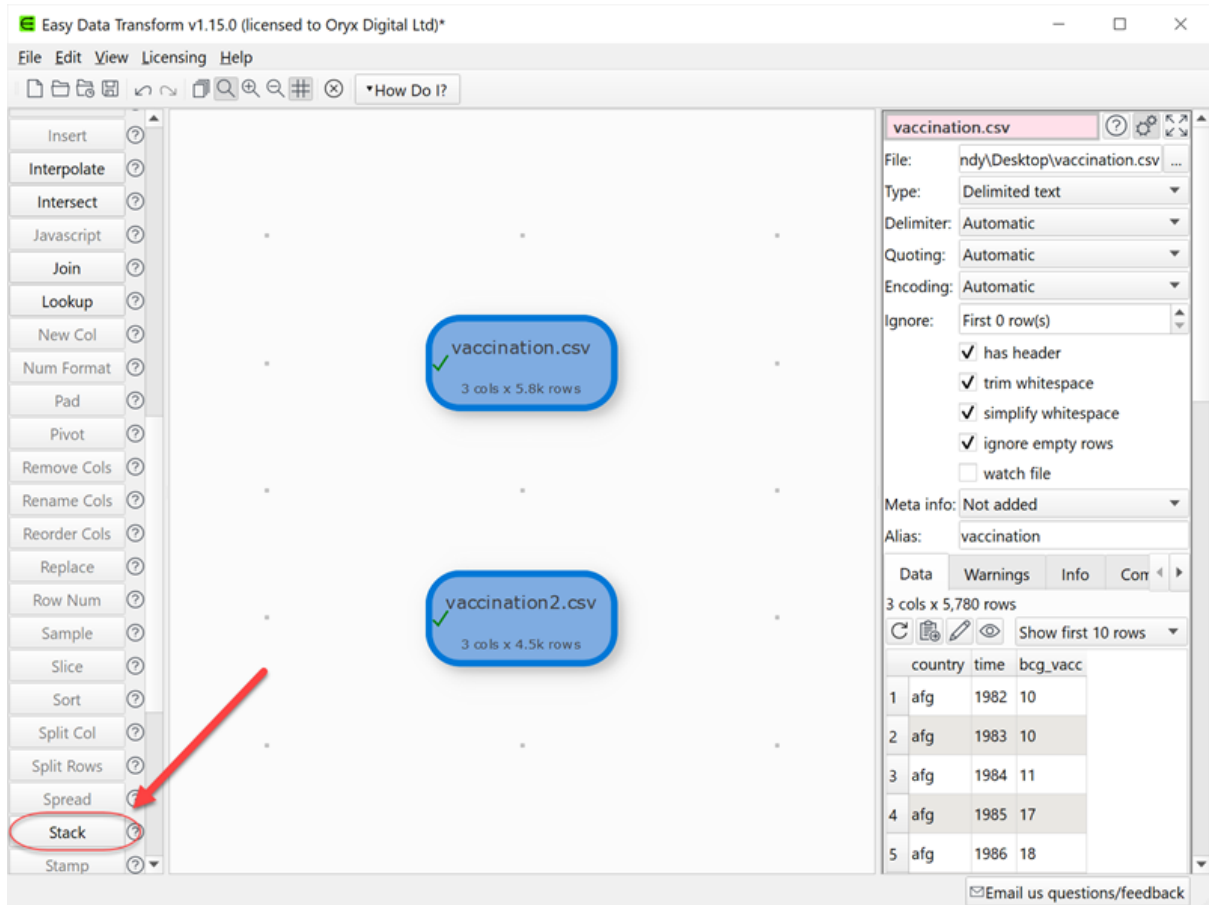 Easy Data Transform v1.15.0 (licensed to Oryx Digital Ltd)*
File Edit View Licensing Help
How Do I?
Insert
Interpolate
Intersect
Javascript
Join
Lookup
New Col
Num Format
Pad
Pivot
Remove Cols
Rename Cols
Reorder Cols
Replace
Row Num
Sample
Slice
Sort
Split Col
Split Rows
Spread
Stack
Stamp
vaccination.csv
3 cols x 5.8k rows
vaccination2.csv
3 cols x 4.5k rows
vaccination.csv
File: ndy\Desktop\vaccination.csv ...
Type: Delimited text
Delimiter: Automatic
Quoting: Automatic
Encoding: Automatic
Ignore: First 0 row(s)
has header
trim whitespace
simplify whitespace
ignore empty rows
watch file
Meta info: Not added
Alias: vaccination
Data Warnings Info Com
3 cols x 5,780 rows
Show first 10 rows
country time bcg_vacc
1 afg 1982 10
2 afg 1983 10
3 afg 1984 11
4 afg 1985 17
5 afg 1986 18
Email us questions/feedback